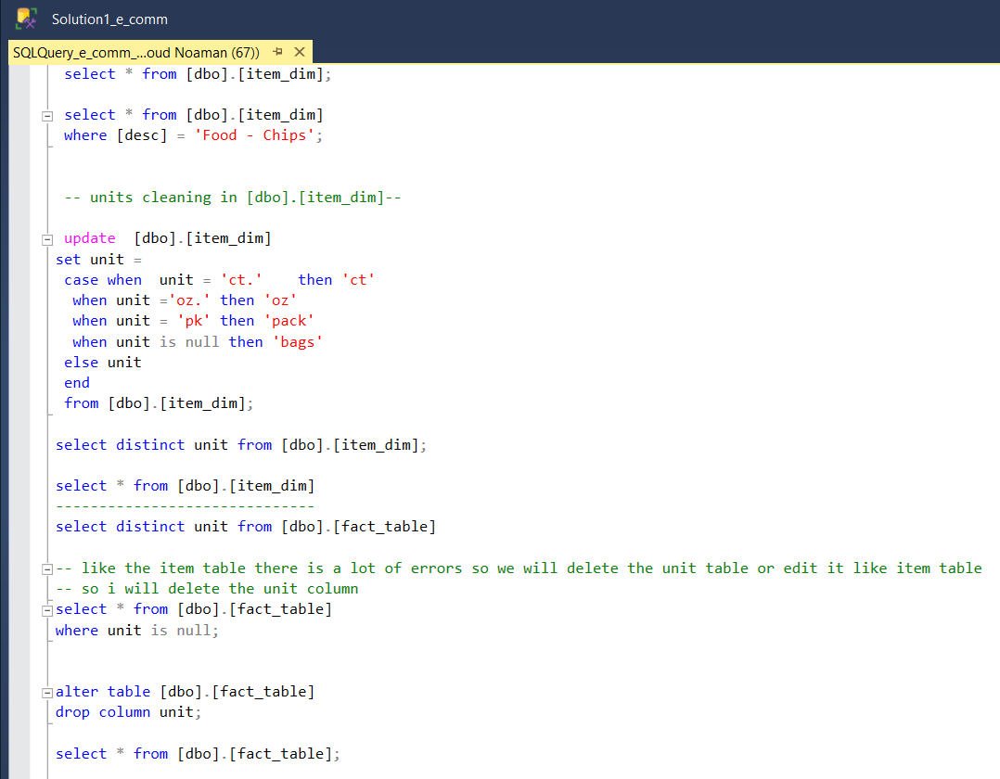 Solution1_e_comm
SQLQuery_e_comm_...oud Noaman (67))
select * from [dbo].[item_dim];
select * from [dbo].[item_dim]
where [desc] = 'Food - Chips';
-- units cleaning in [dbo].[item_dim]--
update  [dbo].[item_dim]
set unit =
case when  unit = 'ct.'    then 'ct'
when unit ='oz.' then 'oz'
when unit = 'pk' then 'pack'
when unit is null then 'bags'
else unit
end
from [dbo].[item_dim];
select distinct unit from [dbo].[item_dim];
select * from [dbo].[item_dim]
------------------------------
select distinct unit from [dbo].[fact_table]
-- like the item table there is a lot of errors so we will delete the unit table or edit it like item table
-- so i will delete the unit column
select * from [dbo].[fact_table]
where unit is null;
alter table [dbo].[fact_table]
drop column unit;
select * from [dbo].[fact_table];